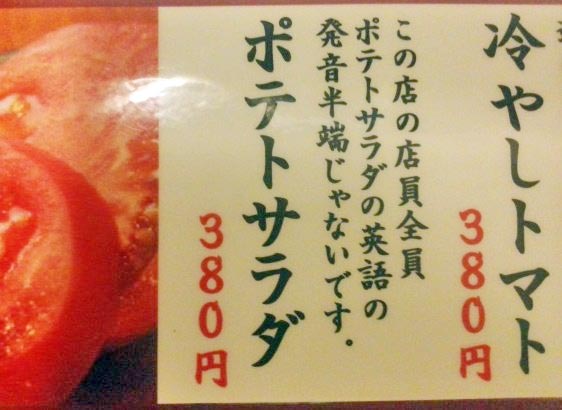 冷やしトマト
380円
この店の店員全員
ポテトサラダの英語の
発音半端じゃないです.
ポテトサラダ
380円